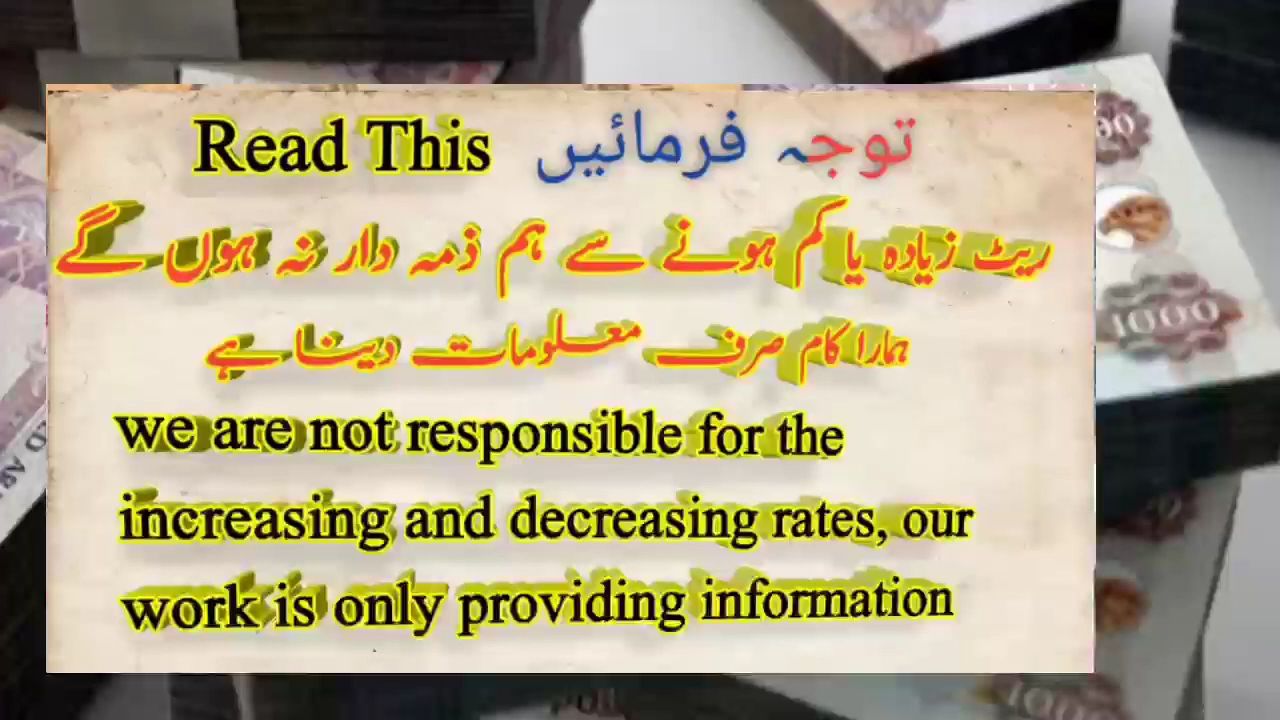 Read This توجہ فرمائیں
ریٹ زیادہ یا کم ہونے سے ہم ذمہ دار نہ ہوں گے
ہمارا کام صرف معلومات دینا ہے
we are not responsible for the
increasing and decreasing rates, our
work is only providing information
1000
1000